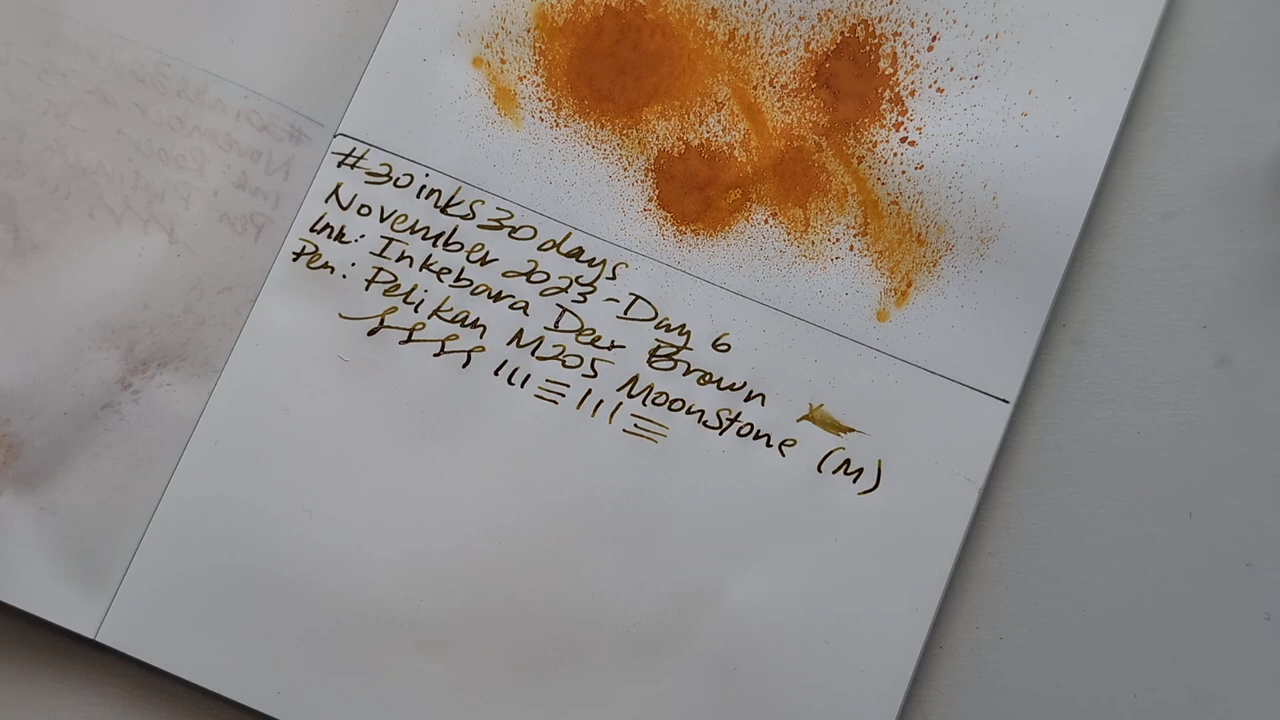 #30inks30days
November 2023-Day 6
Ink: Inkebara Deer Brown
Pen: Pelikan M205 Moonstone (M)